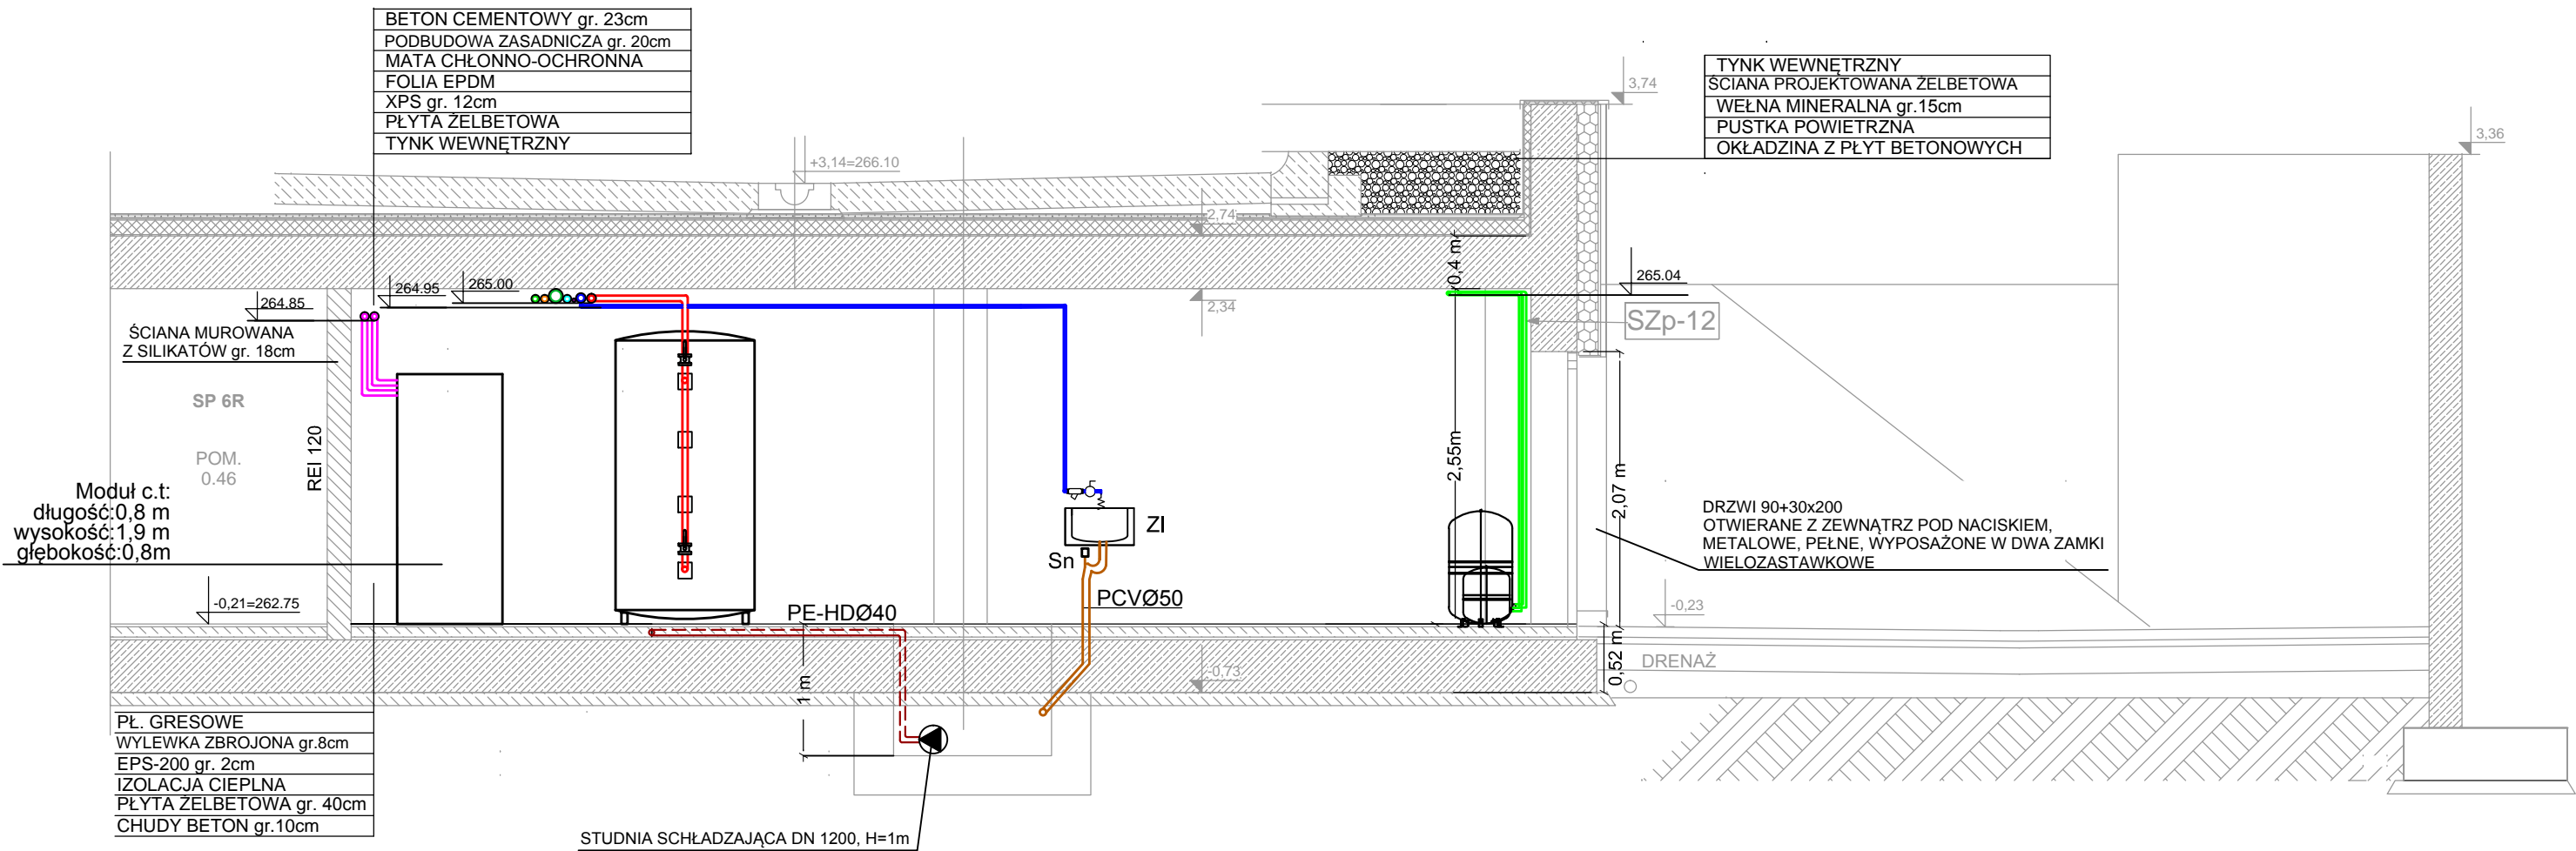 BETON CEMENTOWY gr. 23cm
PODBUDOWA ZASADNICZA gr. 20cm
MATA CHŁONNO-OCHRONNA
FOLIA EPDM
XPS gr. 12cm
PŁYTA ŻELBETOWA
TYNK WEWNĘTRZNY
TYNK WEWNĘTRZNY
ŚCIANA PROJEKTOWANA ŻELBETOWA
WEŁNA MINERALNA gr.15cm
PUSTKA POWIETRZNA
OKŁADZINA Z PŁYT BETONOWYCH
3,74
3,36
+3,14=266.10
2,74
0,4 m
264.85
264.95
265.00
265.04
2,34
SZp-12
ŚCIANA MUROWANA
Z SILIKATÓW gr. 18cm
SP 6R
POM.
0.46
REI 120
Moduł c.t:
długość:0,8 m
wysokość:1,9 m
głębokość:0,8m
2,55m
2,07 m
ZI
Sn
DRZWI 90+30x200
OTWIERANE Z ZEWNĄTRZ POD NACISKIEM,
METALOWE, PEŁNE, WYPOSAŻONE W DWA ZAMKI
WIELOZASTAWKOWE
-0,21=262.75
PE-HDØ40
PCVØ50
-0,23
1 m
-0,73
0,52 m
DRENAŻ
PŁ. GRESOWE
WYLEWKA ZBROJONA gr.8cm
EPS-200 gr. 2cm
IZOLACJA CIEPLNA
PŁYTA ŻELBETOWA gr. 40cm
CHUDY BETON gr.10cm
STUDNIA SCHŁADZAJĄCA DN 1200, H=1m